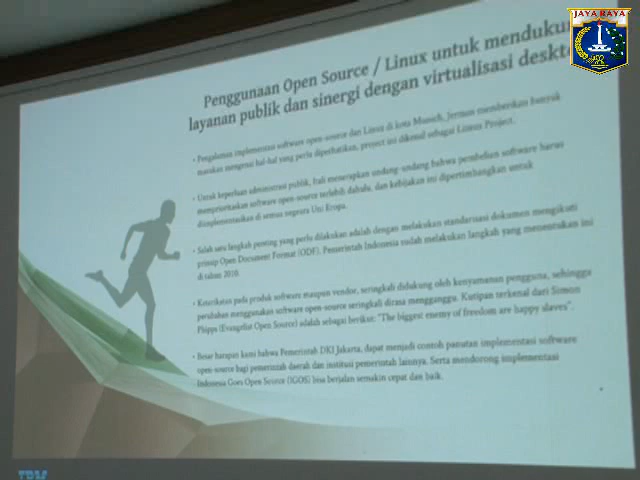 JAYA RAYA
Penggunaan Open Source / Linux untuk menduku
layanan publik dan sinergi dengan virtualisasi deskto
• Pengalaman implementasi software open-source dan Linux di kota Munich, Jerman memberikan banyak
masukan mengenai hal-hal yang perlu diperhatikan, project ini dikenal sebagai Limux Project.
• Untuk keperluan administrasi publik, Itali menerapkan undang-undang bahwa pembelian software harus
memprioritaskan software open-source terlebih dahulu, dan kebijakan ini dipertimbangkan untuk
diimplementasikan di semua negara Uni Eropa.
• Salah satu langkah penting yang perlu dilakukan adalah dengan melakukan standarisasi dokumen mengikuti
prinsip Open Document Format (ODF). Pemerintah Indonesia sudah melakukan langkah yang menentukan ini
di tahun 2010.
• Keterikatan pada produk software maupun vendor, seringkali didukung oleh kenyamanan pengguna, sehingga
perubahan menggunakan software open-source seringkali dirasa mengganggu. Kutipan terkenal dari Simon
Phipps (Evangelist Open Source) adalah sebagai berikut: "The biggest enemy of freedom are happy slaves".
• Besar harapan kami bahwa Pemerintah DKI Jakarta, dapat menjadi contoh panutan implementasi software
open-source bagi pemerintah daerah dan institusi pemerintah lainnya. Serta mendorong implementasi
Indonesia Goes Open Source (IGOS) bisa berjalan semakin cepat dan baik.